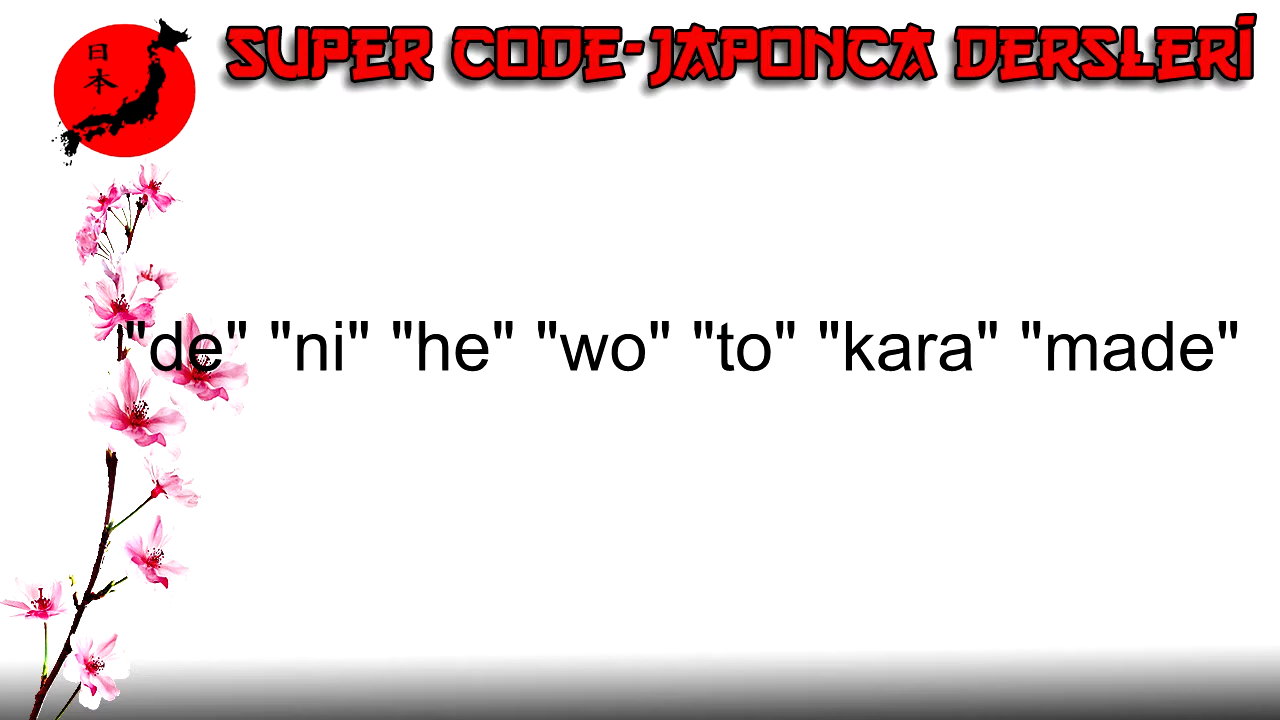 日本
SUPER CODE-JAPONCA DERSLERİ
"de" "ni" "he" "wo" "to" "kara" "made"